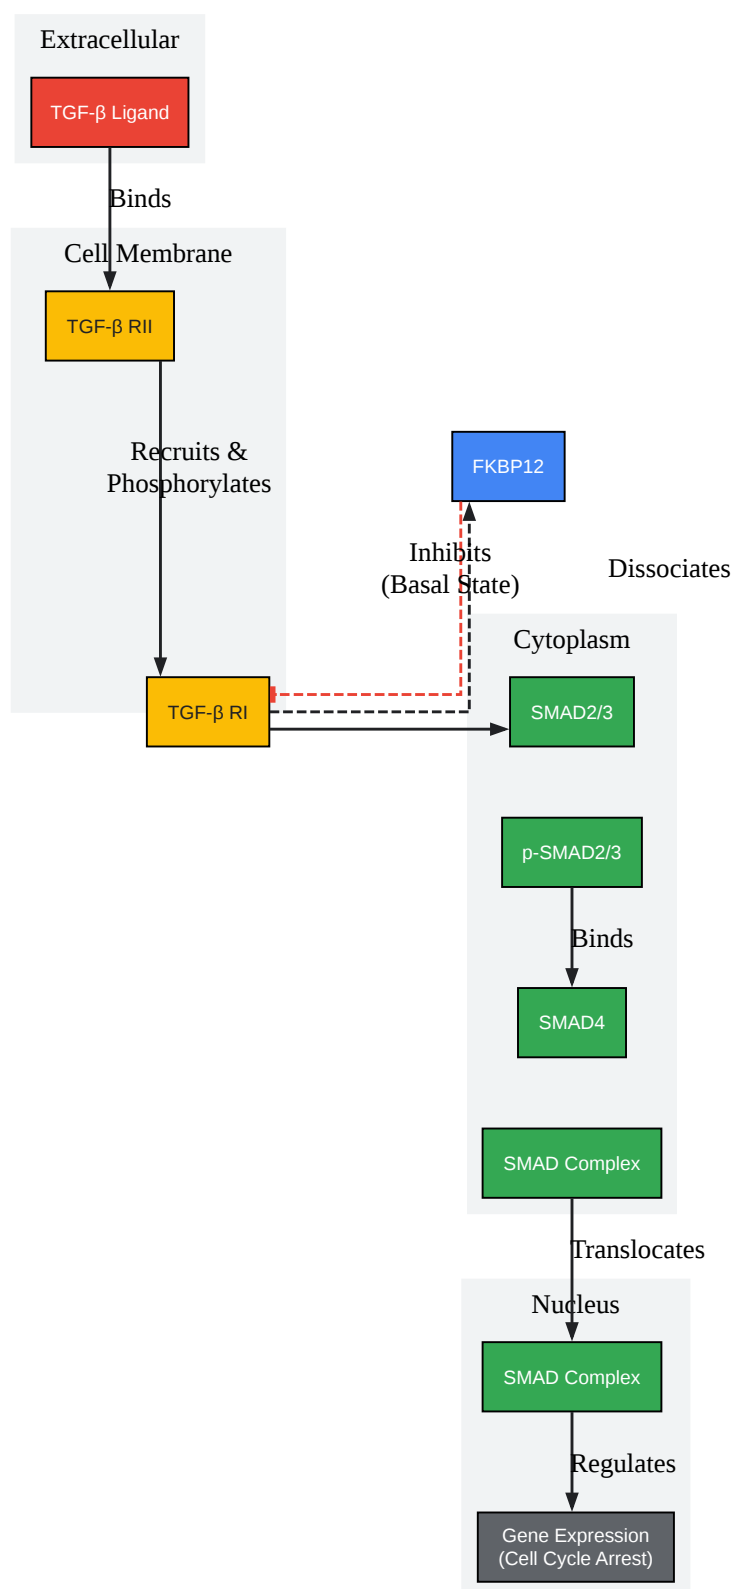 Extracellular
TGF-β Ligand
Binds
Cell Membrane
TGF-β RII
Recruits &
Phosphorylates
FKBP12
Inhibits
(Basal State)
Dissociates
Cytoplasm
TGF-β RI
SMAD2/3
p-SMAD2/3
Binds
SMAD4
SMAD Complex
Translocates
Nucleus
SMAD Complex
Regulates
Gene Expression
(Cell Cycle Arrest)